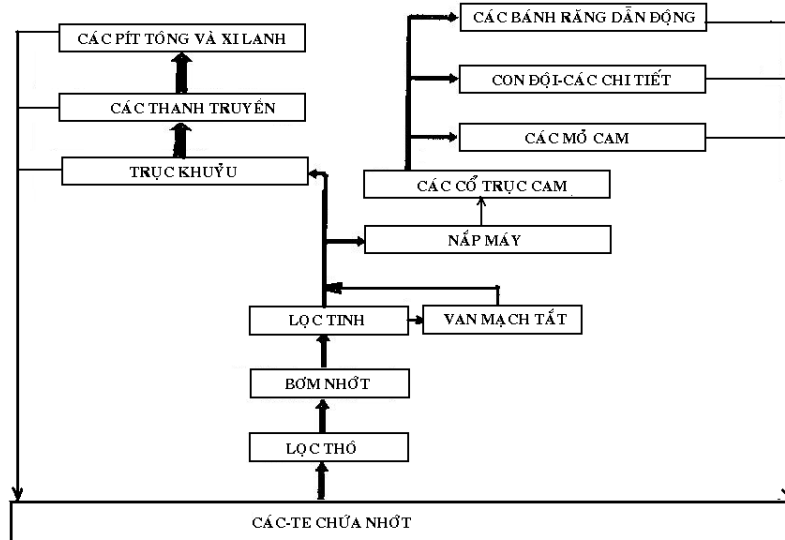 CÁC BÁNH RĂNG DẪN ĐỘNG
CÁC PÍT TÔNG VÀ XI LANH
CON ĐỘI-CÁC CHI TIẾT
CÁC THANH TRUYỀN
CÁC MỎ CAM
TRỤC KHUỶU
CÁC CỔ TRỤC CAM
NẮP MÁY
LỌC TINH
VAN MẠCH TẮT
BƠM NHỚT
LỌC THÔ
CÁC-TE CHỨA NHỚT